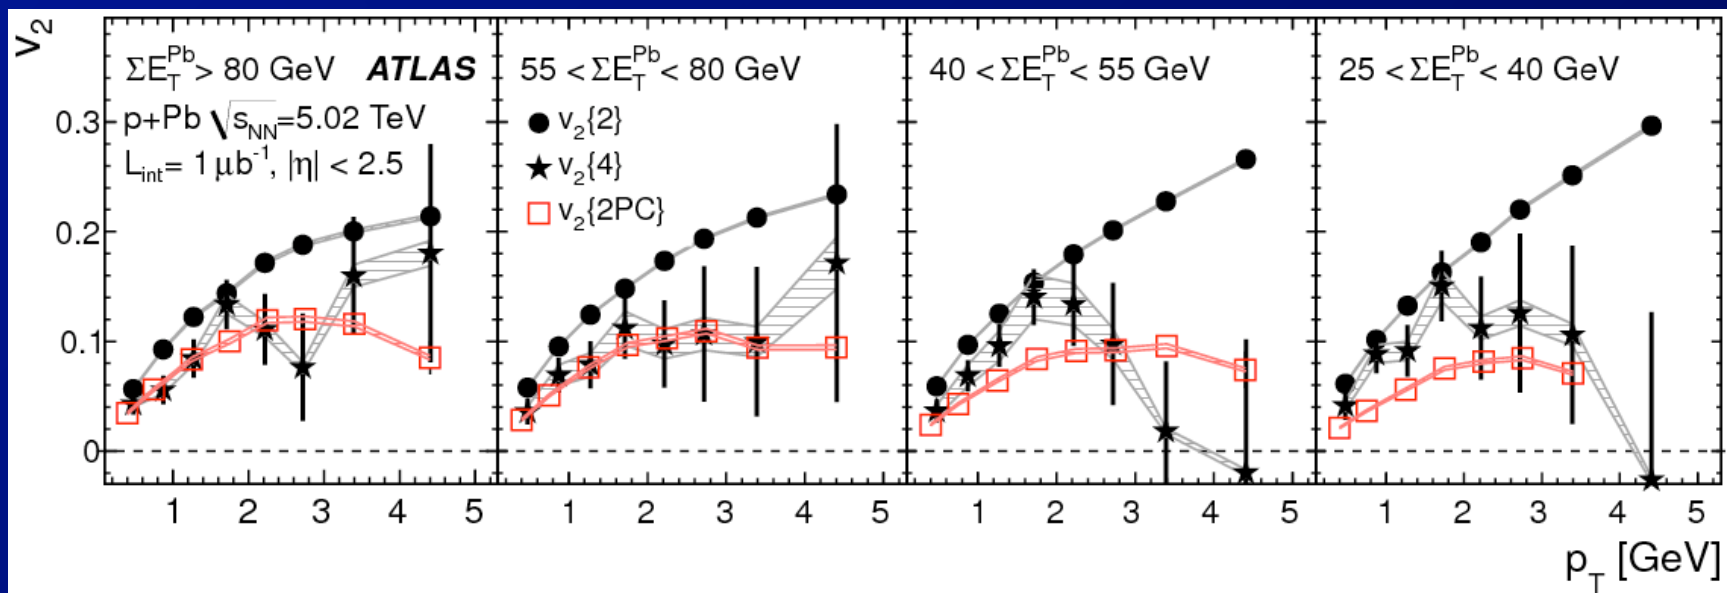 v₂
ΣE_T^Pb > 80 GeV ATLAS
p+Pb √s_NN=5.02 TeV
L_int= 1 μb⁻¹, |η| < 2.5
55 < ΣE_T^Pb < 80 GeV
v₂{2}
v₂{4}
v₂{2PC}
40 < ΣE_T^Pb < 55 GeV
25 < ΣE_T^Pb < 40 GeV
0.3
0.2
0.1
0
1 2 3 4 5
1 2 3 4 5
1 2 3 4 5
1 2 3 4 5
p_T [GeV]